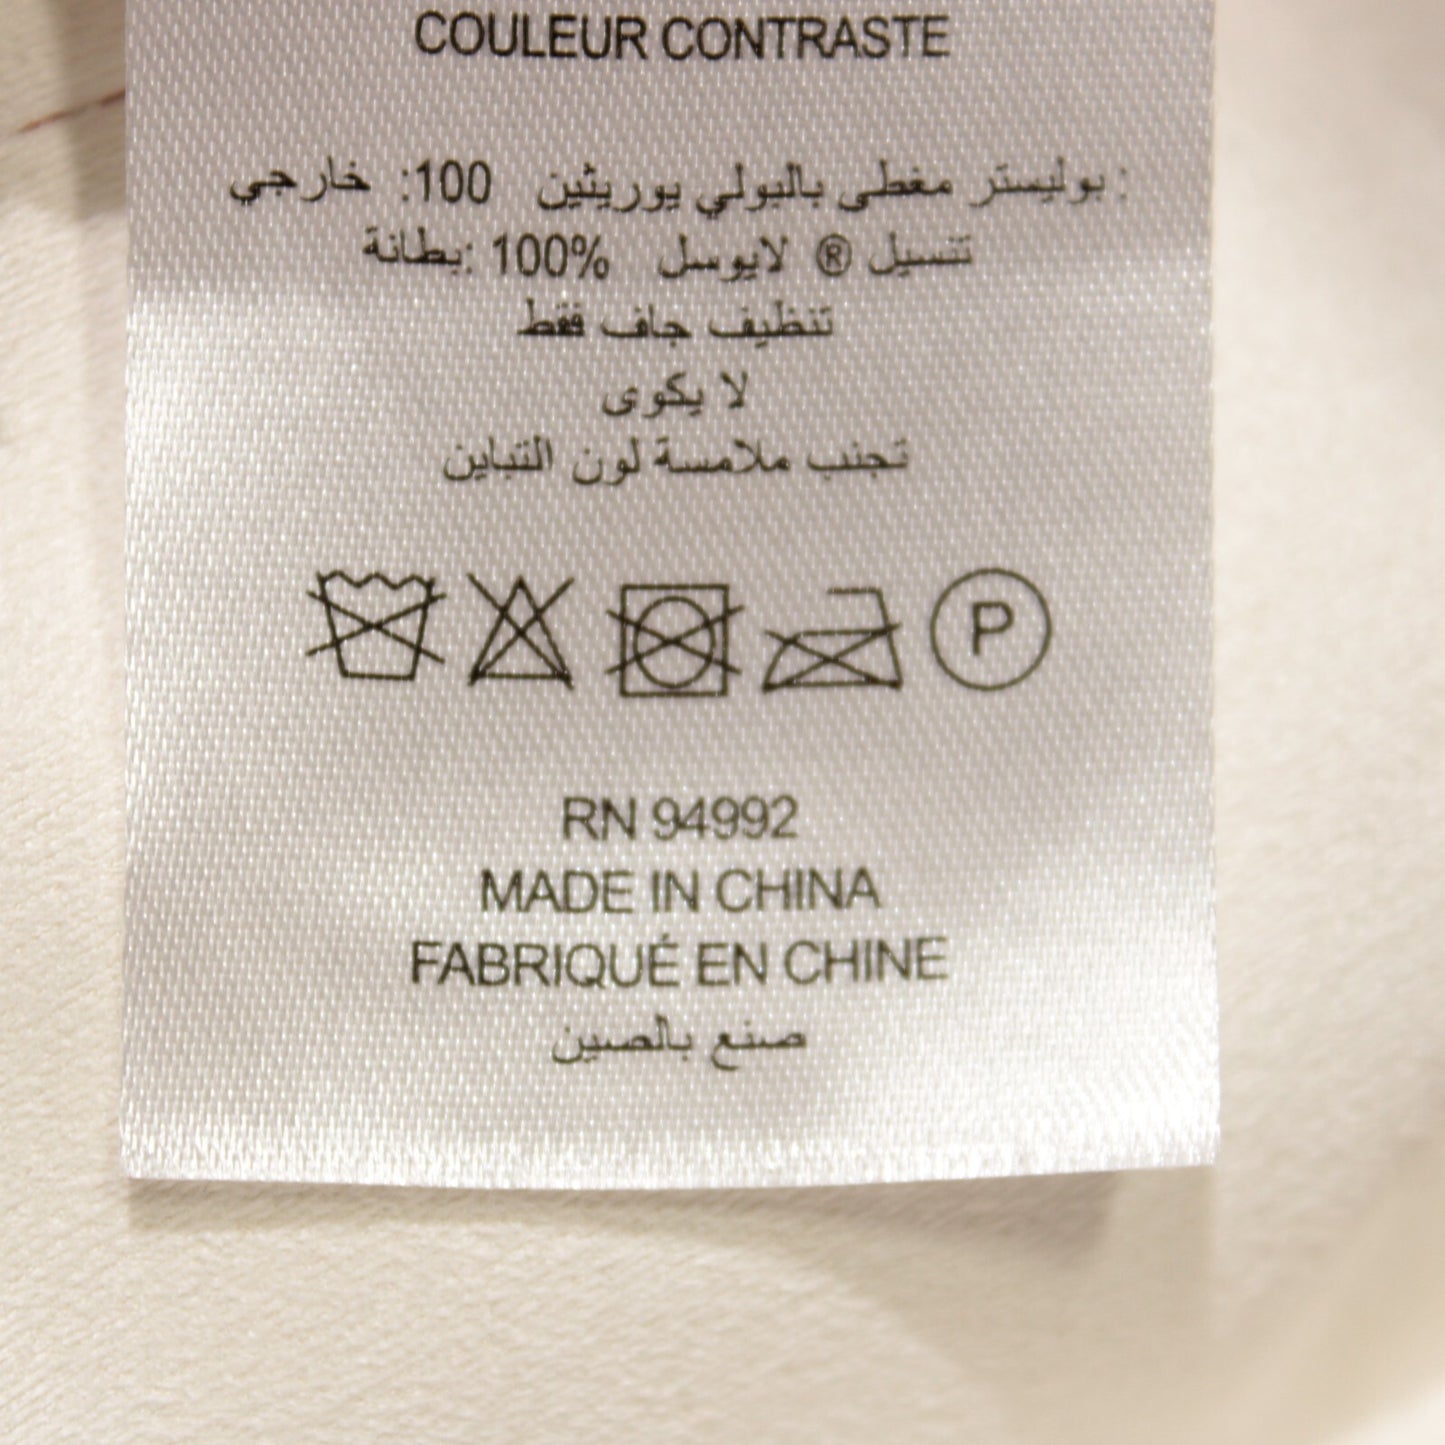 COULEUR CONTRASTE
: بوليستر مغطى بالبولي يوريثين 100: خارجي
تنسيل ® لايوسل 100% :بطانة
تنظيف جاف فقط
لا يكوى
تجنب ملامسة لون التباين
P
RN 94992
MADE IN CHINA
FABRIQUÉ EN CHINE
صنع بالصين